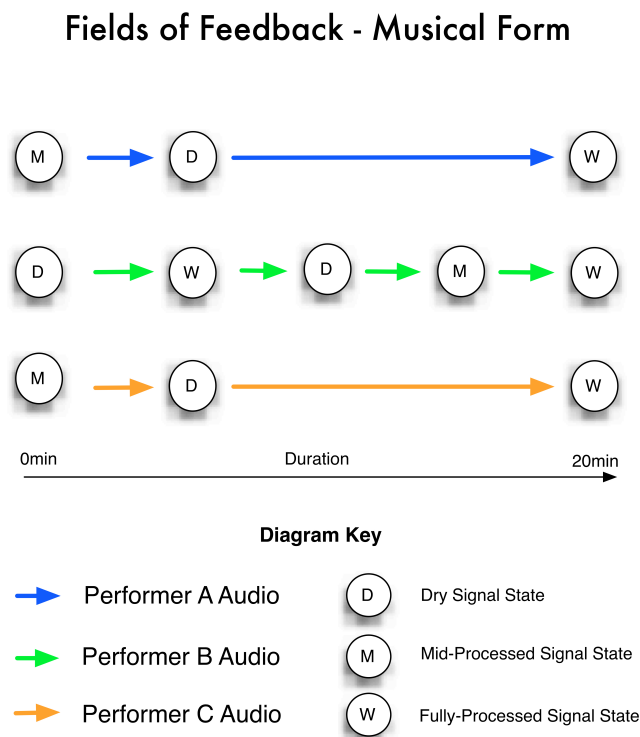 Fields of Feedback - Musical Form
M D W
D W D M W
M D W
0min Duration 20min
Diagram Key
Performer A Audio D Dry Signal State
Performer B Audio M Mid-Processed Signal State
Performer C Audio W Fully-Processed Signal State